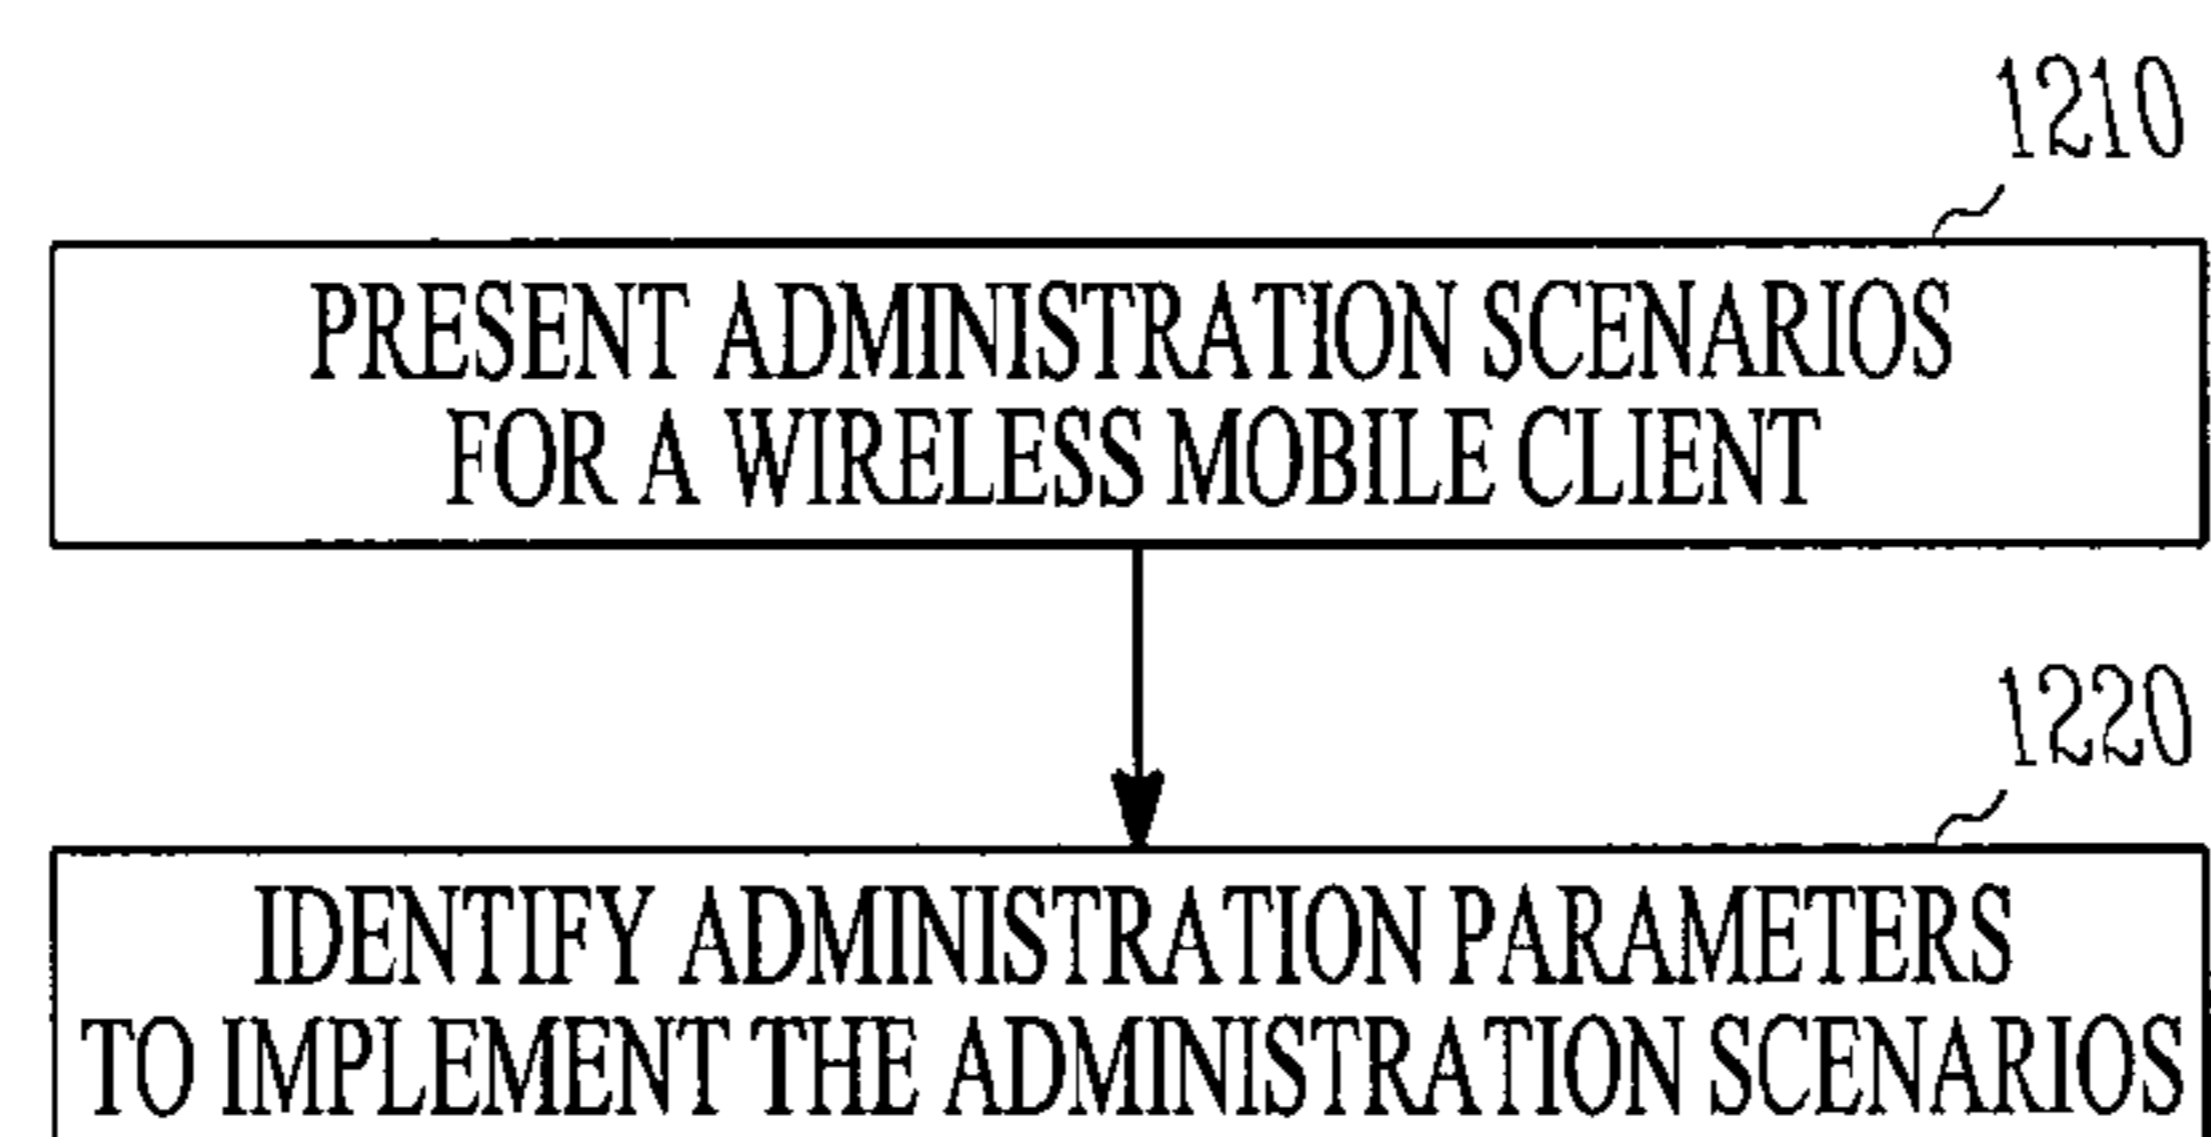 1210
PRESENT ADMINISTRATION SCENARIOS
FOR A WIRELESS MOBILE CLIENT
1220
IDENTIFY ADMINISTRATION PARAMETERS
TO IMPLEMENT THE ADMINISTRATION SCENARIOS